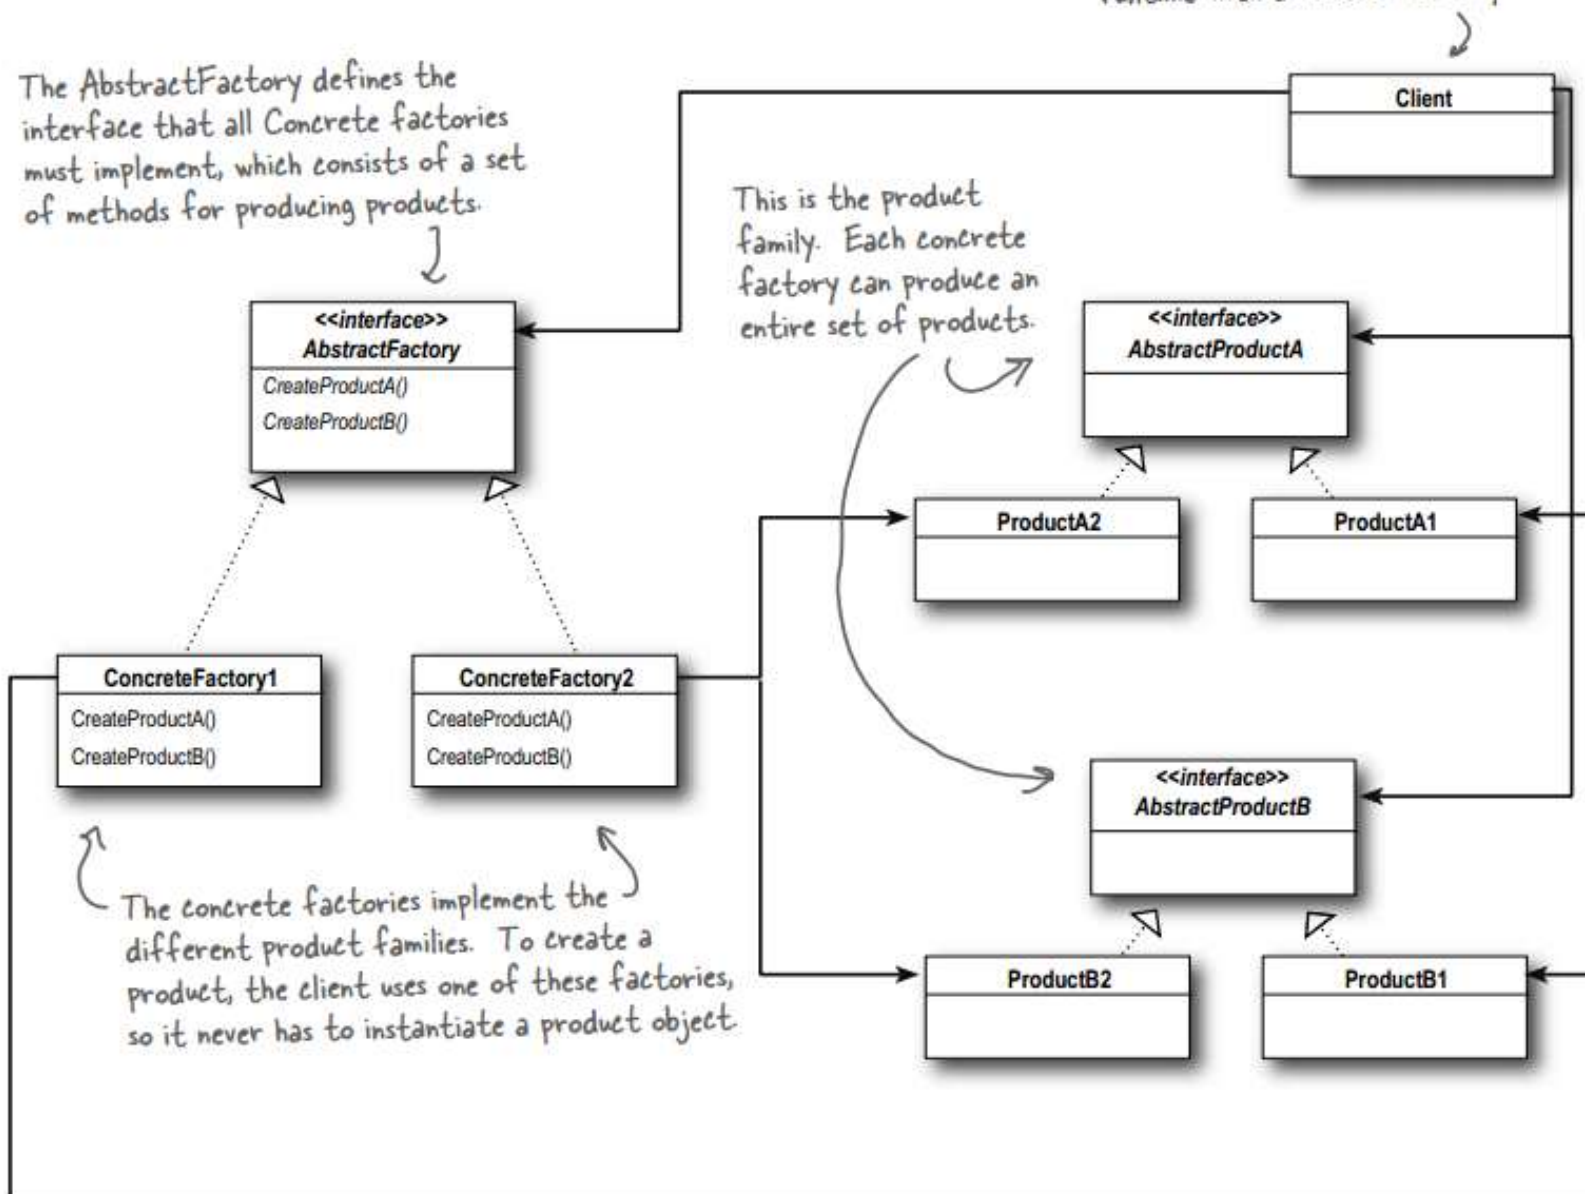 The AbstractFactory defines the
interface that all Concrete factories
must implement, which consists of a set
of methods for producing products.
Client
This is the product
family. Each concrete
factory can produce an
entire set of products.
<<interface>>
AbstractFactory
CreateProductA()
CreateProductB()
<<interface>>
AbstractProductA
ProductA2
ProductA1
ConcreteFactory1
CreateProductA()
CreateProductB()
ConcreteFactory2
CreateProductA()
CreateProductB()
<<interface>>
AbstractProductB
The concrete factories implement the
different product families. To create a
product, the client uses one of these factories,
so it never has to instantiate a product object.
ProductB2
ProductB1